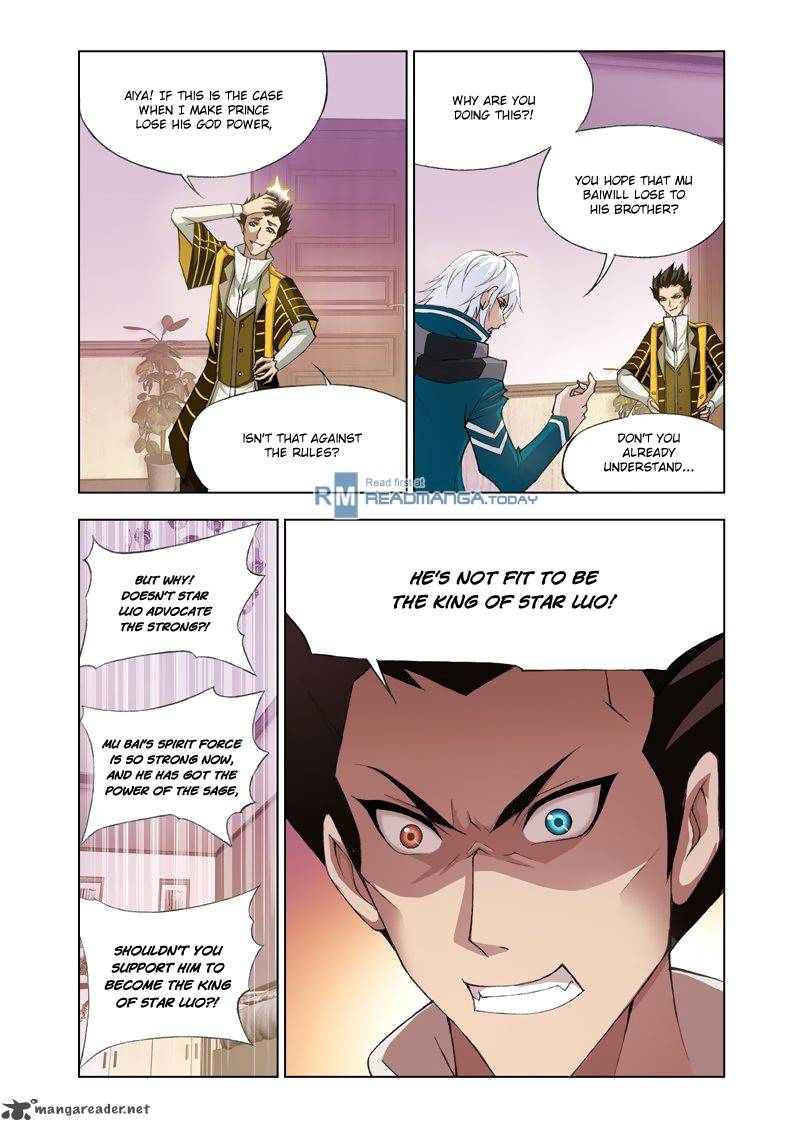 AIYA! IF THIS IS THE CASE
WHEN I MAKE PRINCE
LOSE HIS GOD POWER,
ISN'T THAT AGAINST
THE RULES?
WHY ARE YOU
DOING THIS?!
YOU HOPE THAT MU
BAIWILL LOSE TO
HIS BROTHER?
DON'T YOU
ALREADY
UNDERSTAND...
RM Read first at
READMANGA.TODAY
BUT WHY!
DOESN'T STAR
LUO ADVOCATE
THE STRONG?!
MU BAI'S SPIRIT FORCE
IS SO STRONG NOW,
AND HE HAS GOT THE
POWER OF THE SAGE,
SHOULDN'T YOU
SUPPORT HIM TO
BECOME THE KING
OF STAR LUO?!
HE'S NOT FIT TO BE
THE KING OF STAR LUO!
mangareader.net